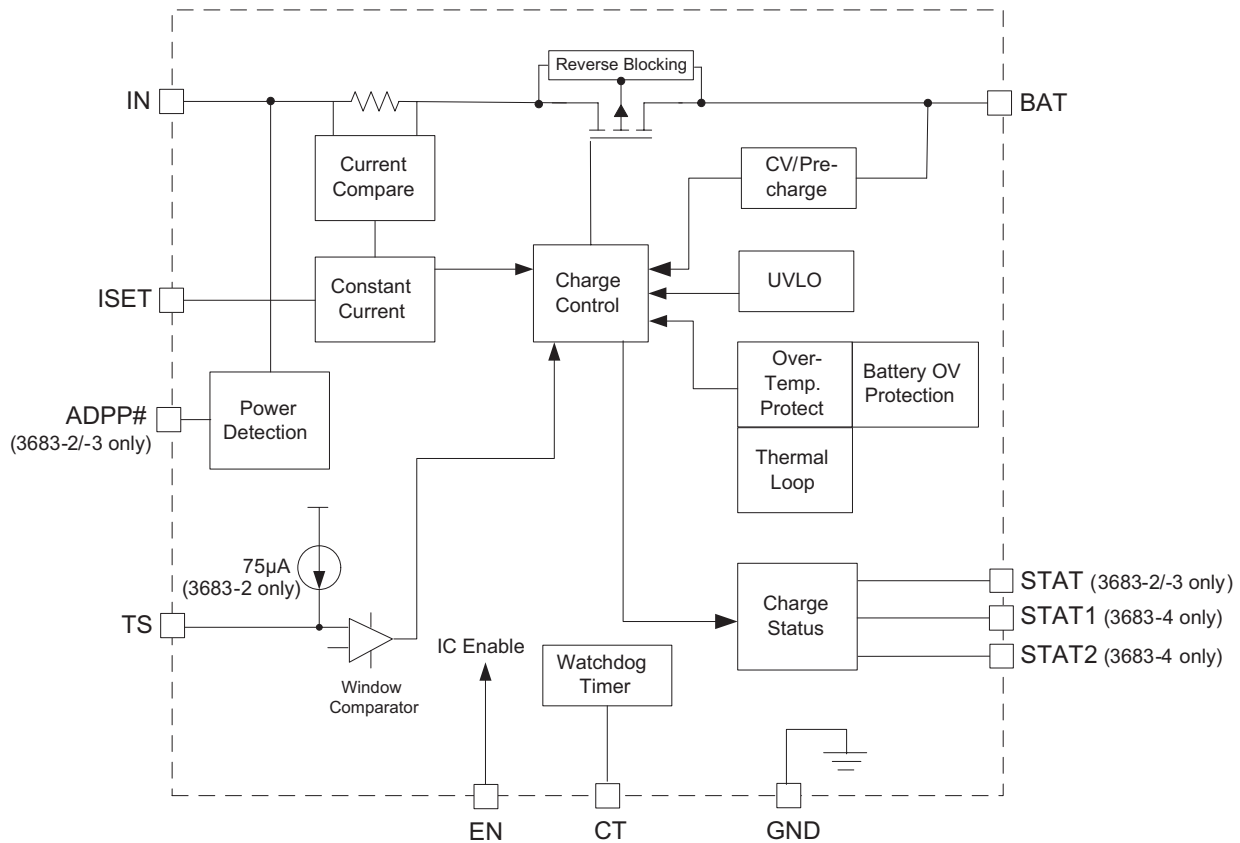 Reverse Blocking
IN
BAT
Current
Compare
CV/Pre-
charge
ISET
Constant
Current
Charge
Control
UVLO
ADPP#
(3683-2/-3 only)
Power
Detection
Over-
Temp.
Protect
Battery OV
Protection
Thermal
Loop
75µA
(3683-2 only)
TS
Window
Comparator
IC Enable
Watchdog
Timer
Charge
Status
STAT (3683-2/-3 only)
STAT1 (3683-4 only)
STAT2 (3683-4 only)
EN
CT
GND